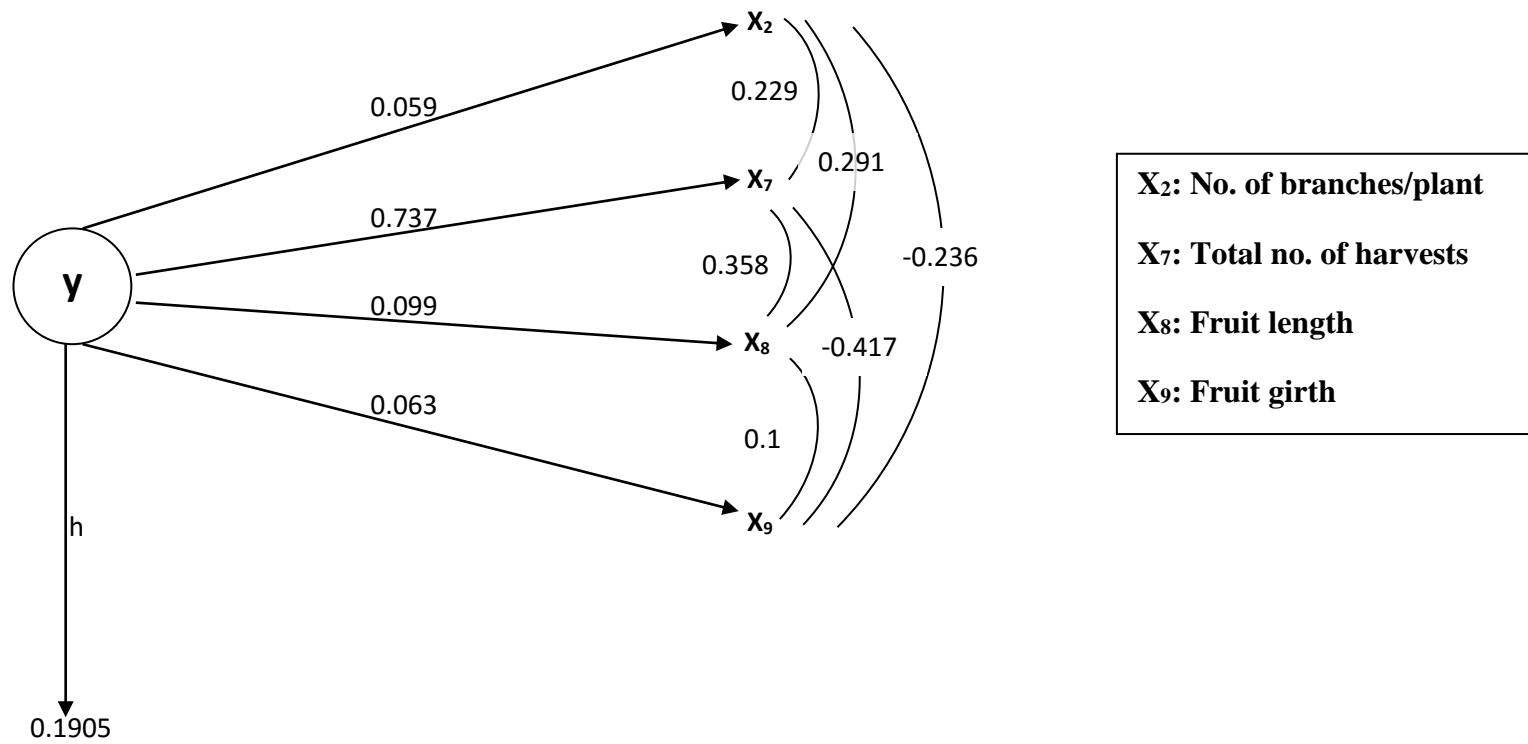 X₂
0.229
0.059
0.291
X₇
0.737
0.358
-0.236
y
0.099
X₈
-0.417
0.063
0.1
X₉
h
0.1905
X₂: No. of branches/plant
X₇: Total no. of harvests
X₈: Fruit length
X₉: Fruit girth